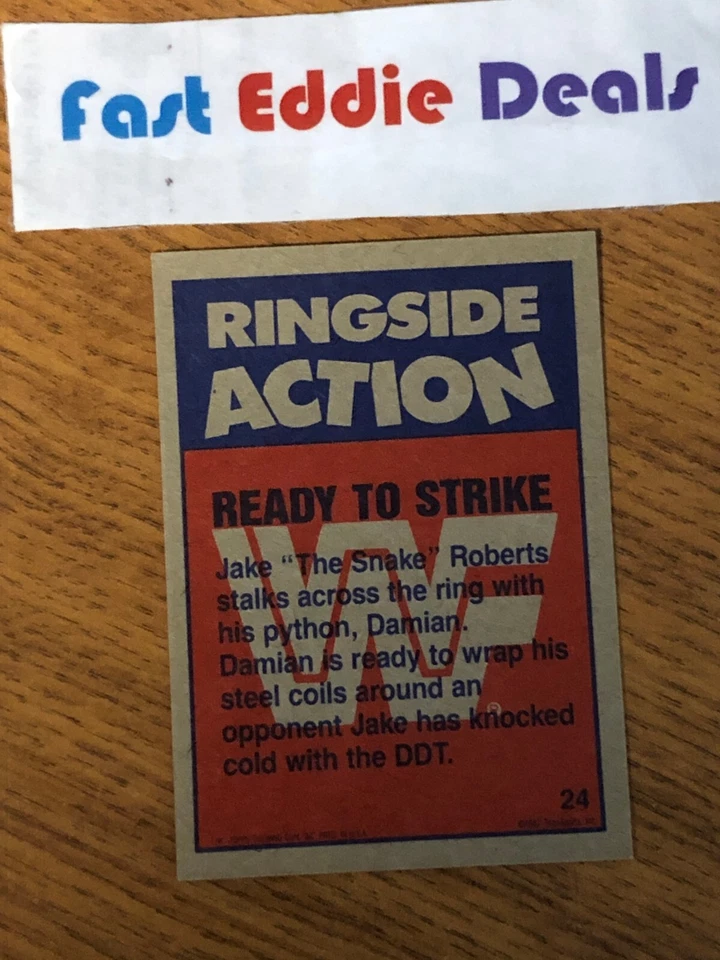 Fast Eddie Deals
RINGSIDE
ACTION
READY TO STRIKE
WF
Jake "The Snake" Roberts
stalks across the ring with
his python, Damian.
Damian is ready to wrap his
steel coils around an
opponent Jake has knocked
cold with the DDT.
®
24